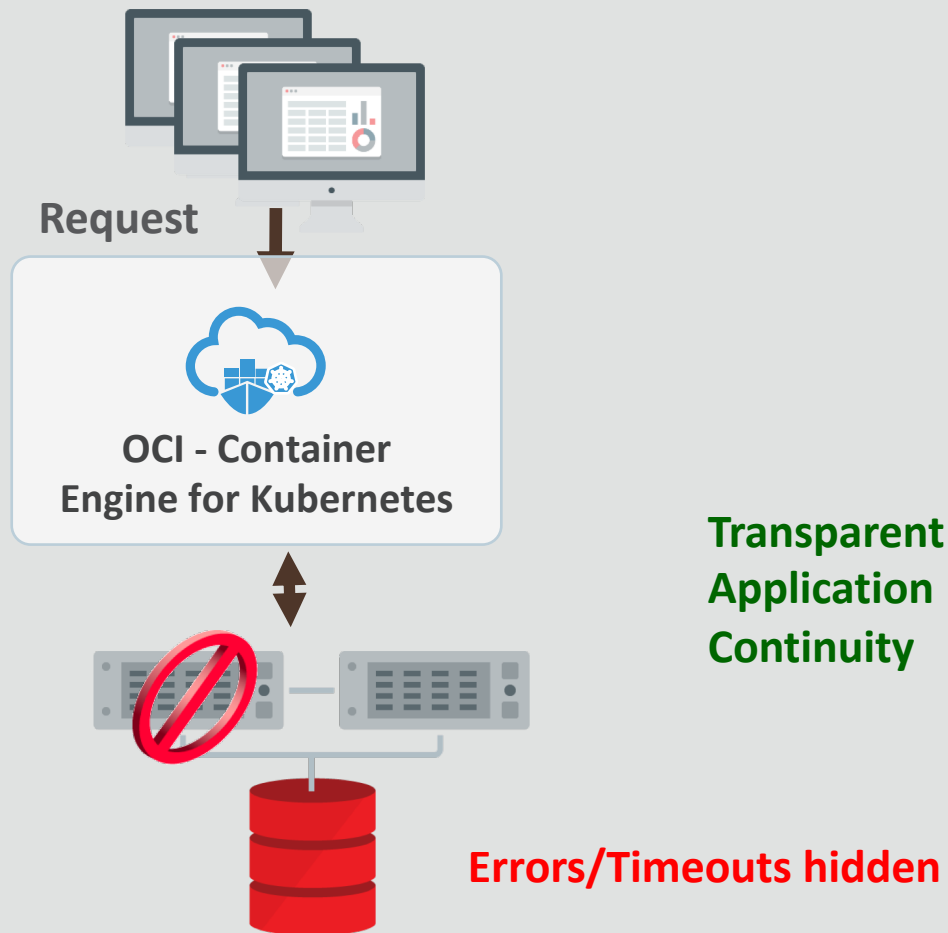 Request
OCI - Container
Engine for Kubernetes
Transparent
Application
Continuity
Errors/Timeouts hidden